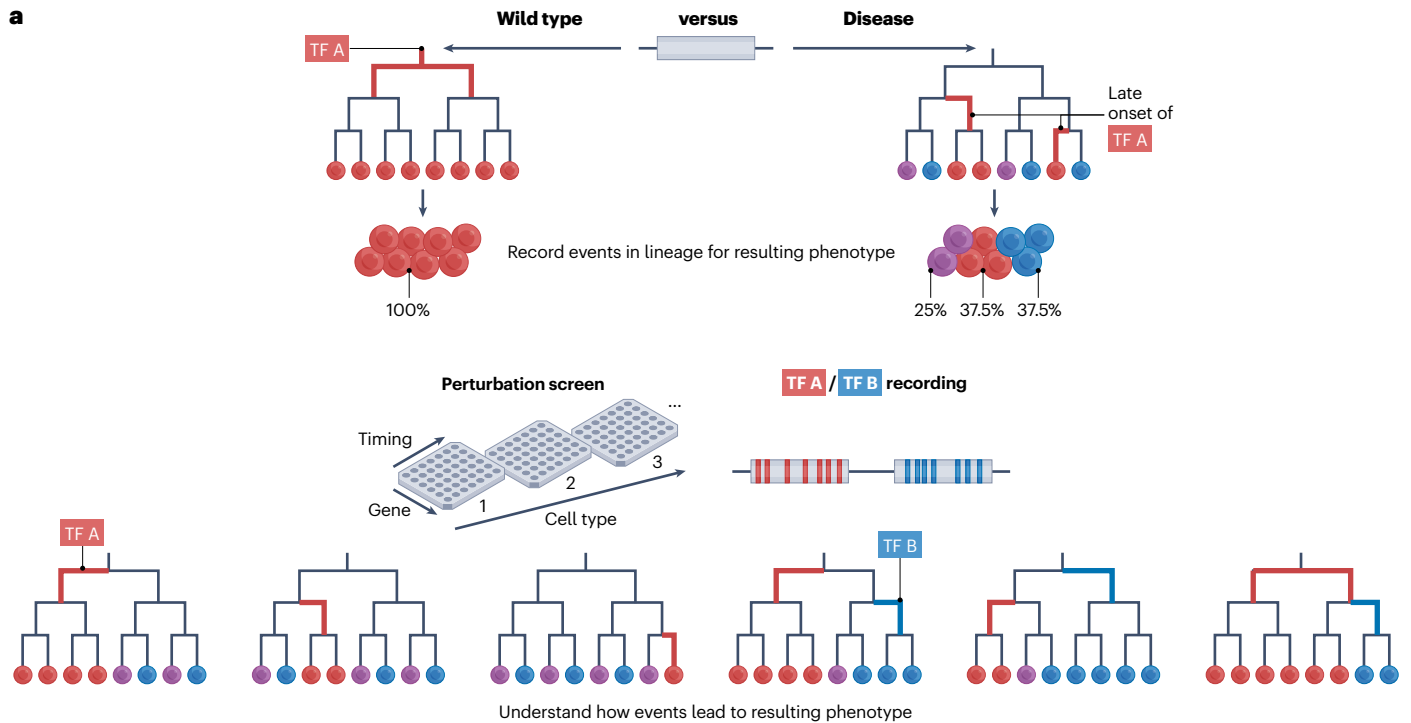 a
Wild type versus Disease
TF A
Late
onset of
TF A
Record events in lineage for resulting phenotype
100%
25% 37.5% 37.5%
Perturbation screen
TF A / TF B recording
...
Timing
Gene
1
2
3
Cell type
TF A
TF B
Understand how events lead to resulting phenotype